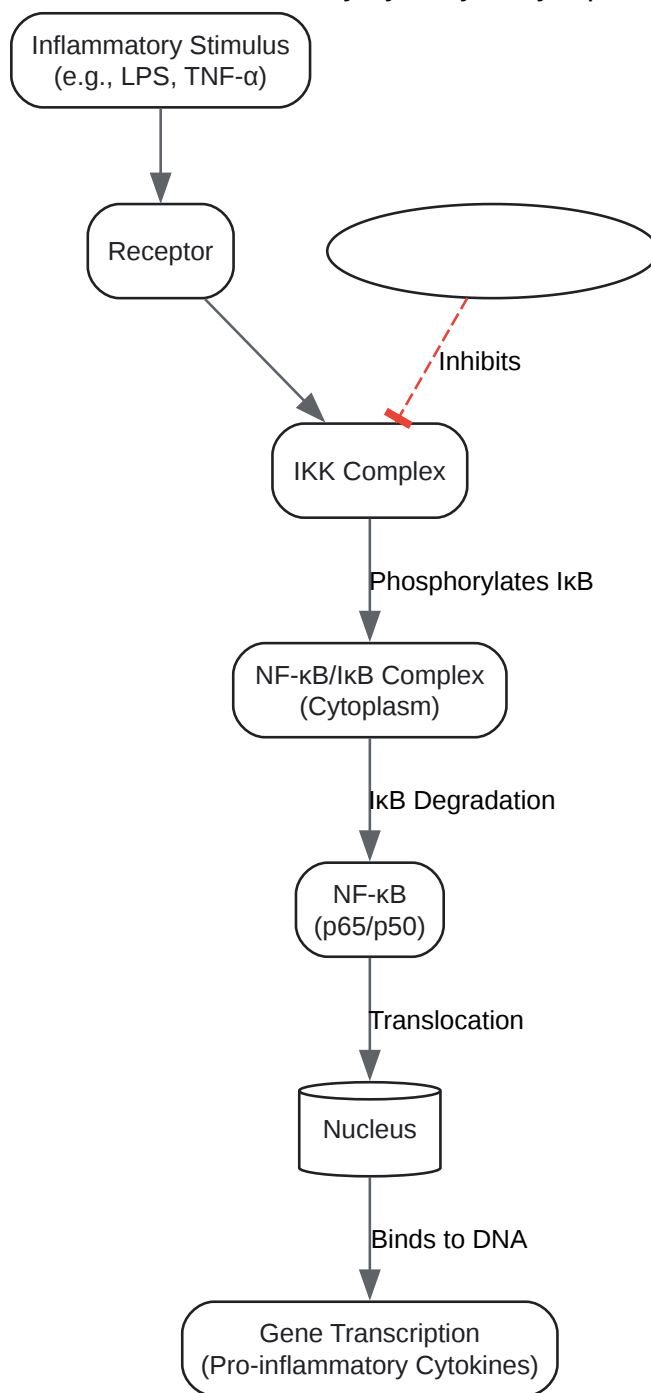 Inflammatory Stimulus
(e.g., LPS, TNF-α)
Receptor
Inhibits
IKK Complex
Phosphorylates IκB
NF-κB/IκB Complex
(Cytoplasm)
IκB Degradation
NF-κB
(p65/p50)
Translocation
Nucleus
Binds to DNA
Gene Transcription
(Pro-inflammatory Cytokines)